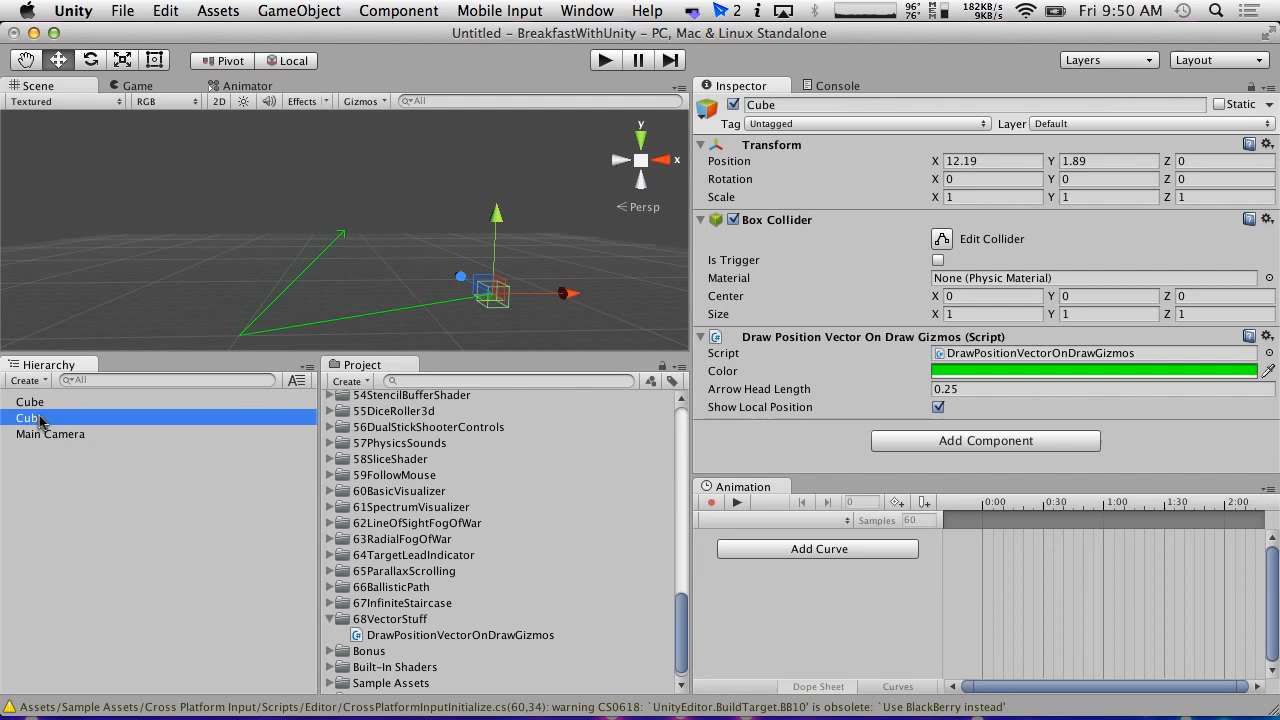 Unity File Edit Assets GameObject Component Mobile Input Window Help 2 96° 76° 182KB/S 9KB/S Fri 9:50 AM
Untitled - BreakfastWithUnity - PC, Mac & Linux Standalone
Pivot Local Layers Layout
Scene Game Animator
Textured RGB 2D Effects Gizmos All
y
x
Persp
Inspector Console
Cube Static
Tag Untagged Layer Default
Transform
Position X 12.19 Y 1.89 Z 0
Rotation X 0 Y 0 Z 0
Scale X 1 Y 1 Z 1
Box Collider
Edit Collider
Is Trigger
Material None (Physic Material)
Center X 0 Y 0 Z 0
Size X 1 Y 1 Z 1
Draw Position Vector On Draw Gizmos (Script)
Script DrawPositionVectorOnDrawGizmos
Color
Arrow Head Length 0.25
Show Local Position
Add Component
Hierarchy
Create All
Cube
Cube
Main Camera
Project
Create
54StencilBufferShader
55DiceRoller3d
56DualStickShooterControls
57PhysicsSounds
58SliceShader
59FollowMouse
60BasicVisualizer
61SpectrumVisualizer
62LineOfSightFogOfWar
63RadialFogOfWar
64TargetLeadIndicator
65ParallaxScrolling
66BallisticPath
67InfiniteStaircase
68VectorStuff
DrawPositionVectorOnDrawGizmos
Bonus
Built-In Shaders
Sample Assets
Animation
0 0:00 0:30 1:00 1:30 2:00
Samples 60
Add Curve
Dope Sheet Curves
Assets/Sample Assets/Cross Platform Input/Scripts/Editor/CrossPlatformInputInitialize.cs(60,34): warning CS0618: `UnityEditor.BuildTarget.BB10' is obsolete: `Use BlackBerry instead'